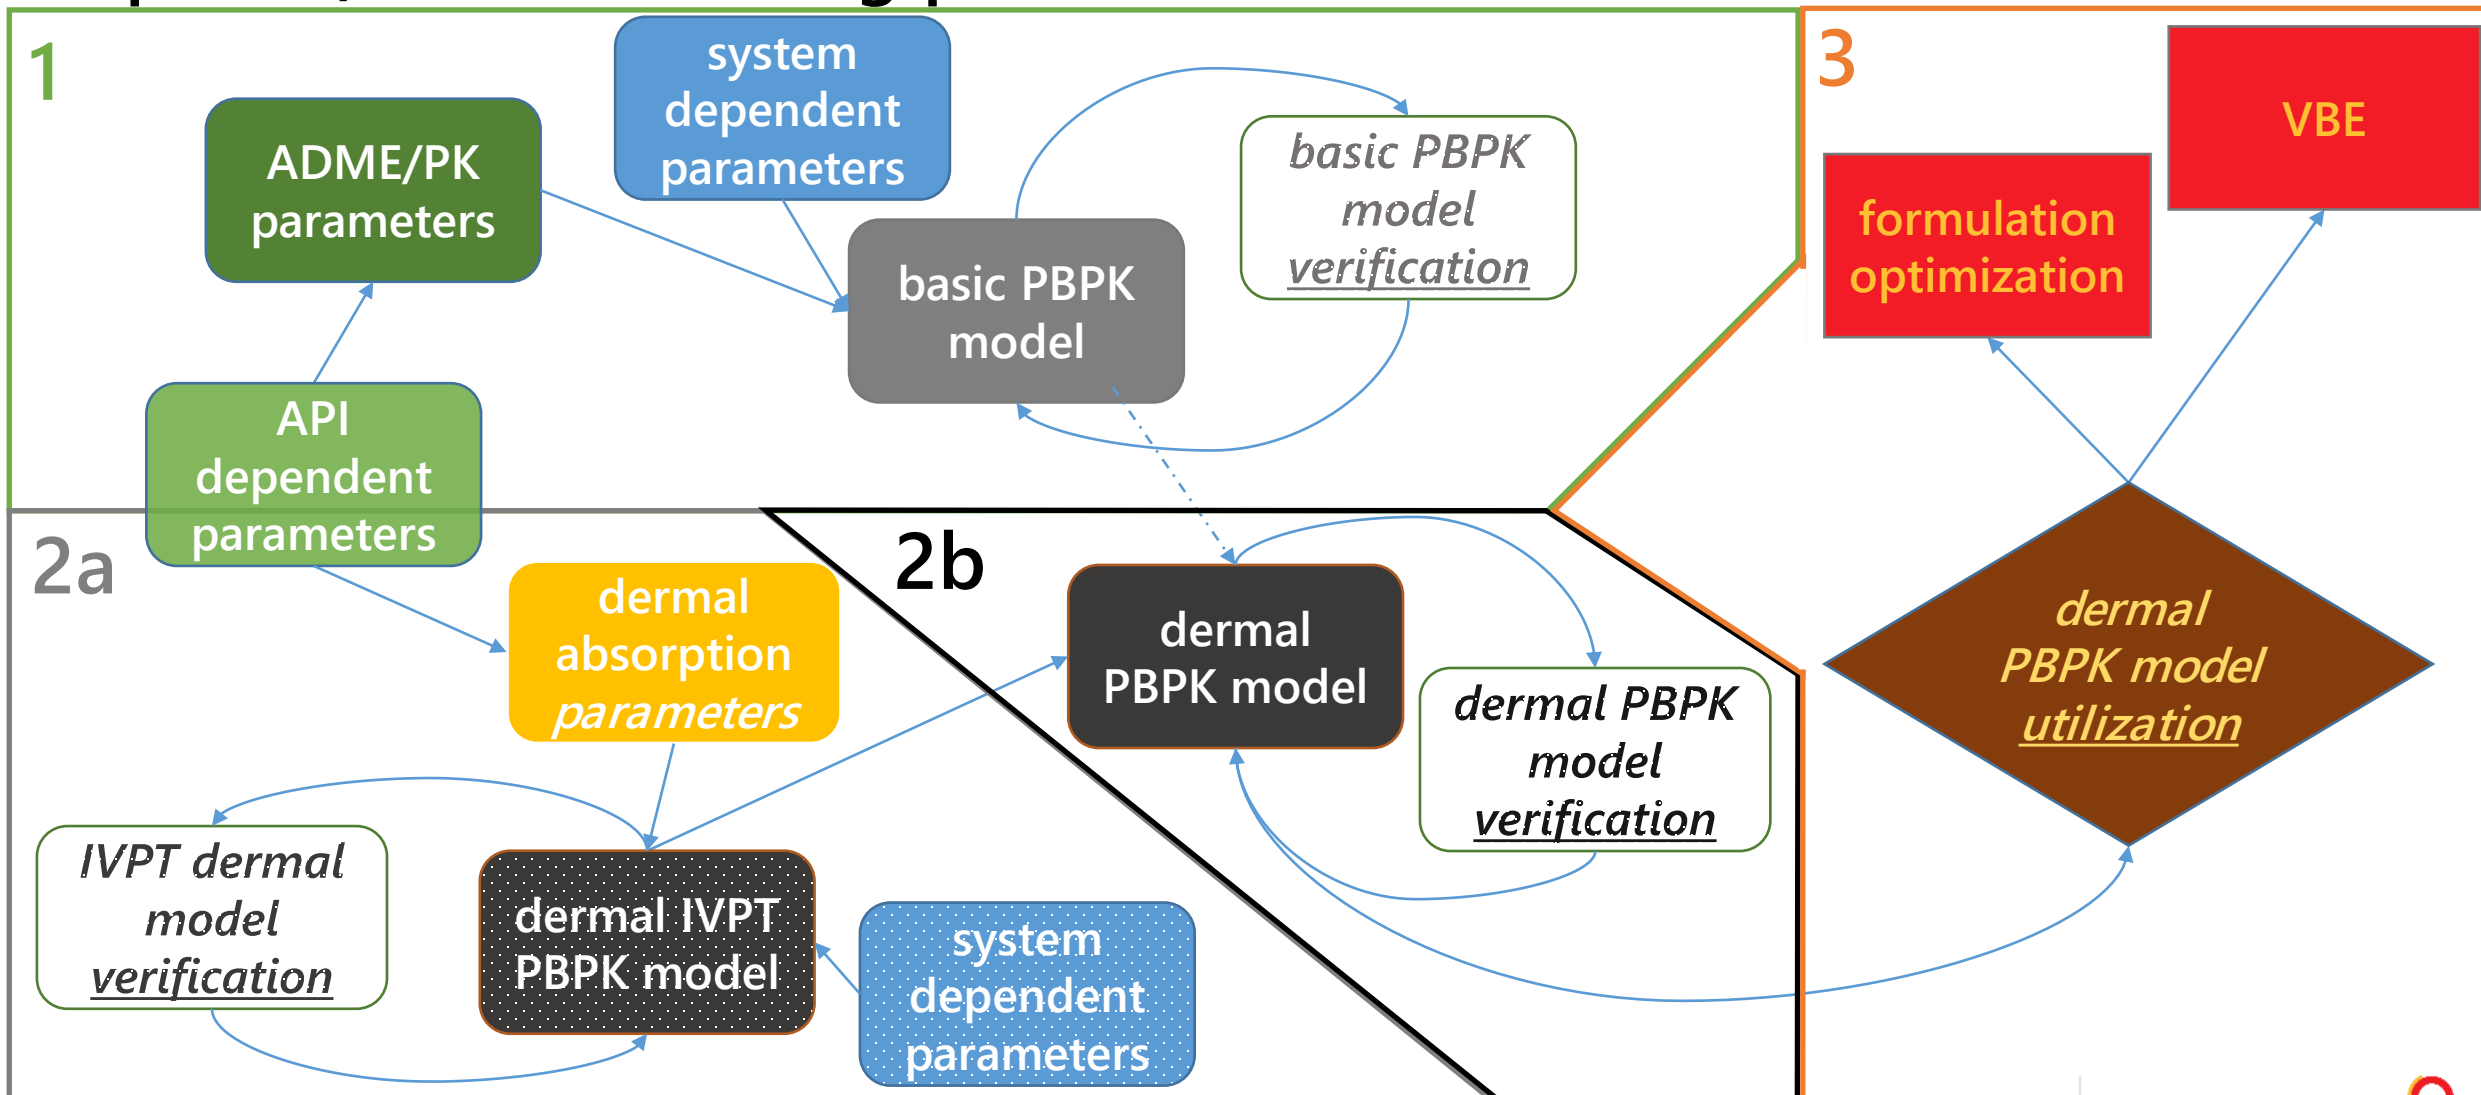 1
system
dependent
parameters
ADME/PK
parameters
basic PBPK
model
verification
basic PBPK
model
API
dependent
parameters
3
VBE
formulation
optimization
2a
dermal
absorption
parameters
IVPT dermal
model
verification
dermal IVPT
PBPK model
system
dependent
parameters
2b
dermal
PBPK model
dermal PBPK
model
verification
dermal
PBPK model
utilization